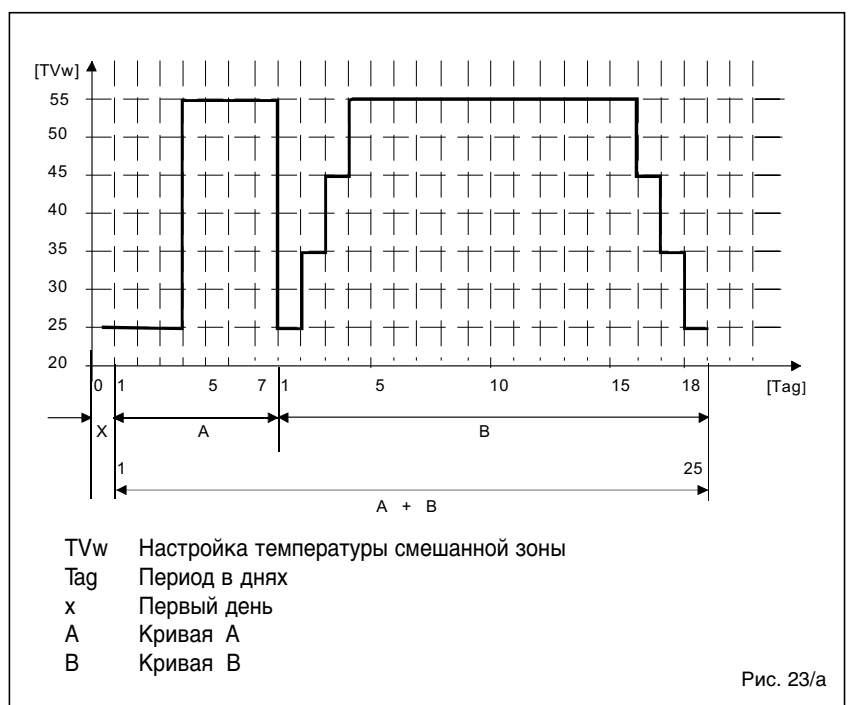 [TVw]
55
50
45
40
35
30
25
20
0 1 5 7 1 5 10 15 18 [Tag]
X A B
1 25
A + B
TVw Настройка температуры смешанной зоны
Tag Период в днях
x Первый день
A Кривая A
B Кривая B
Рис. 23/a